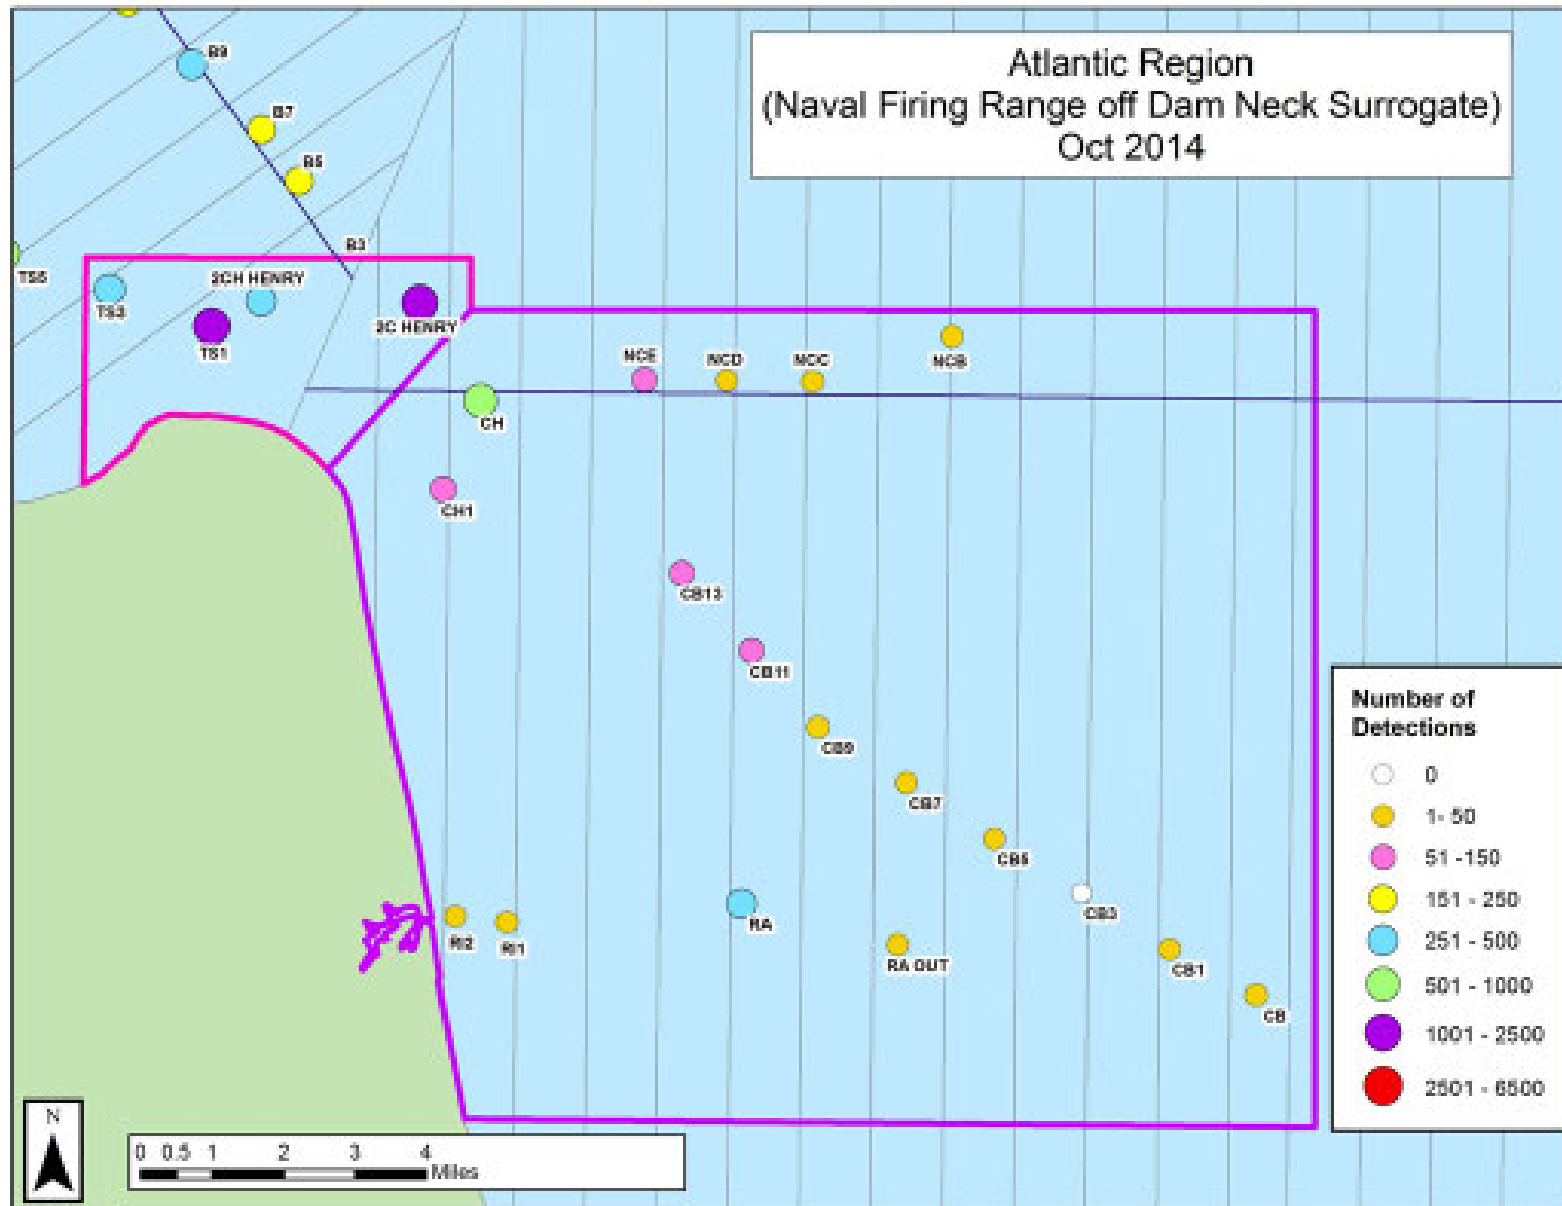 Atlantic Region
(Naval Firing Range off Dam Neck Surrogate)
Oct 2014
B9
B7
B5
B3
TS5
TS3
2CH HENRY
TS1
2C HENRY
NCE
NCD
NCC
NCB
CH
CH1
CB13
CB11
CB9
CB7
CB5
CB3
CB1
CB
RA
RA OUT
RI2
RI1
Number of
Detections
0
1- 50
51 -150
151 - 250
251 - 500
501 - 1000
1001 - 2500
2501 - 6500
N
0 0.5 1 2 3 4
Miles